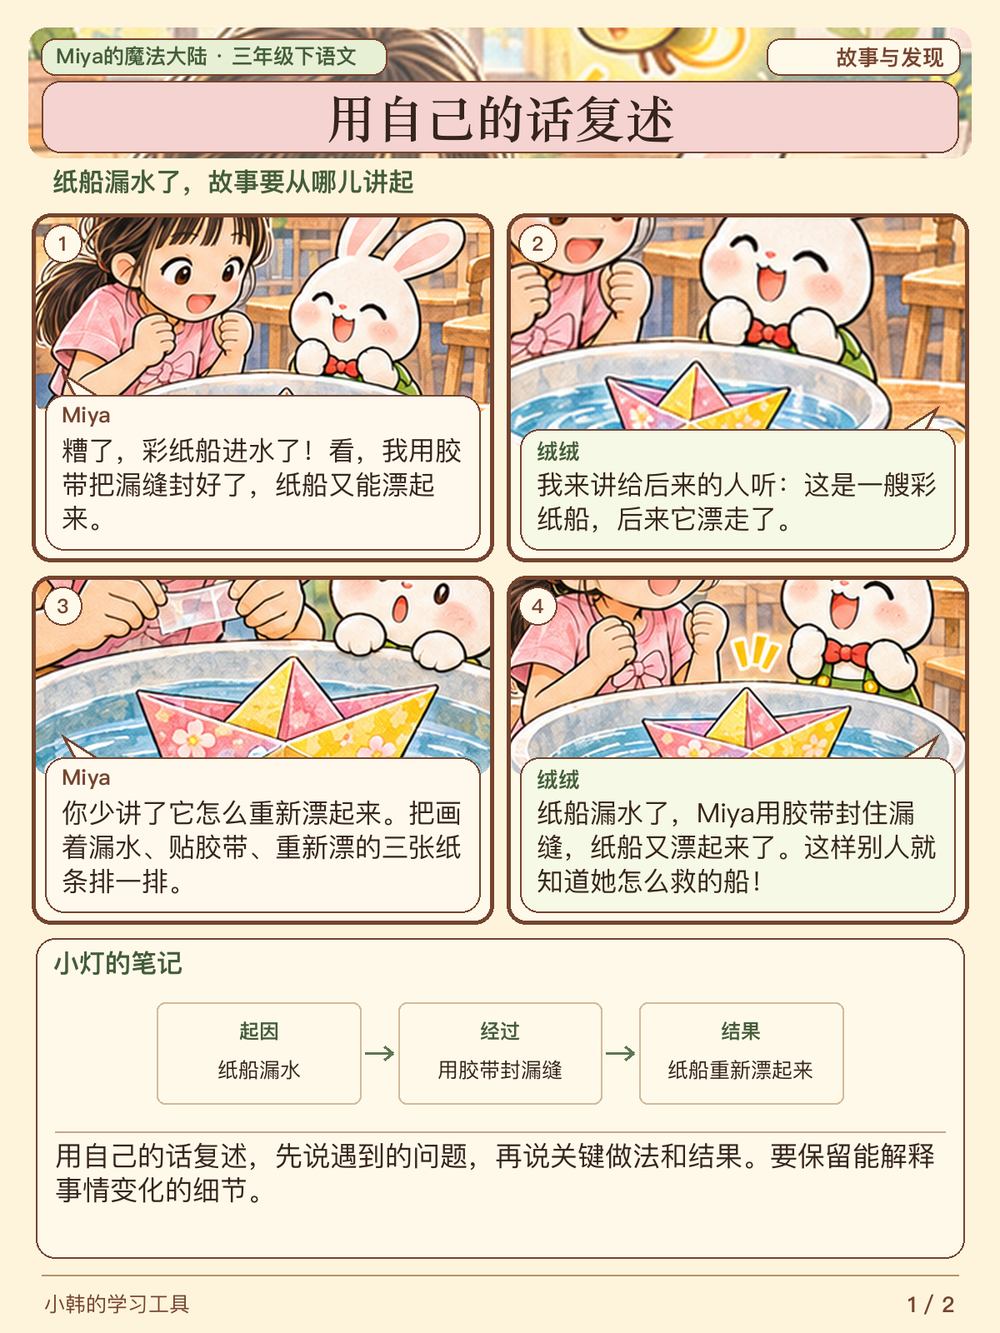 Miya的魔法大陆 · 三年级下语文
故事与发现
用自己的话复述
纸船漏水了，故事要从哪儿讲起
1
Miya
糟了，彩纸船进水了！看，我用胶
带把漏缝封好了，纸船又能漂起
来。
2
绒绒
我来讲给后来的人听：这是一艘彩
纸船，后来它漂走了。
3
Miya
你少讲了它怎么重新漂起来。把画
着漏水、贴胶带、重新漂的三张纸
条排一排。
4
绒绒
纸船漏水了，Miya用胶带封住漏
缝，纸船又漂起来了。这样别人就
知道她怎么救的船！
小灯的笔记
起因
纸船漏水
→
经过
用胶带封漏缝
→
结果
纸船重新漂起来
用自己的话复述，先说遇到的问题，再说关键做法和结果。要保留能解释
事情变化的细节。
小韩的学习工具
1 / 2